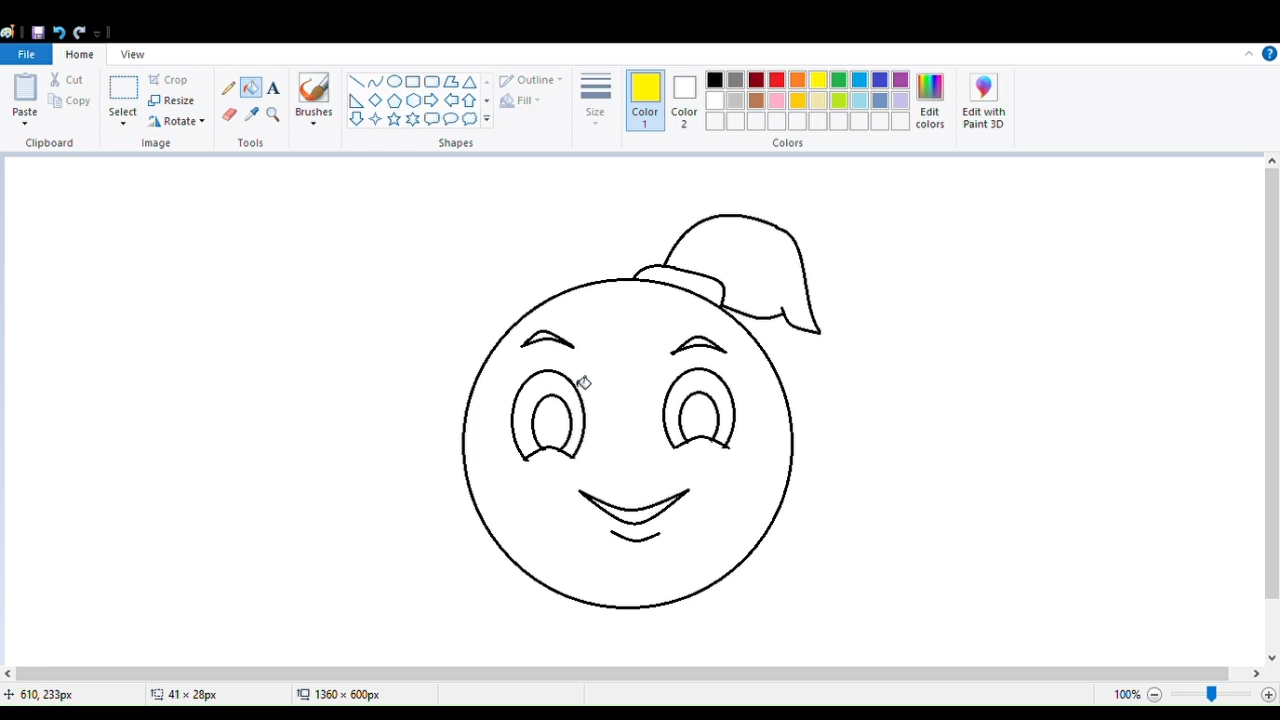 File Home View
Paste
Cut
Copy
Clipboard
Select
Crop
Resize
Rotate
Image
A
Tools
Brushes
Shapes
Outline
Fill
Size
Color
1
Color
2
Edit
colors
Colors
Edit with
Paint 3D
?
610, 233px 41 × 28px 1360 × 600px 100%